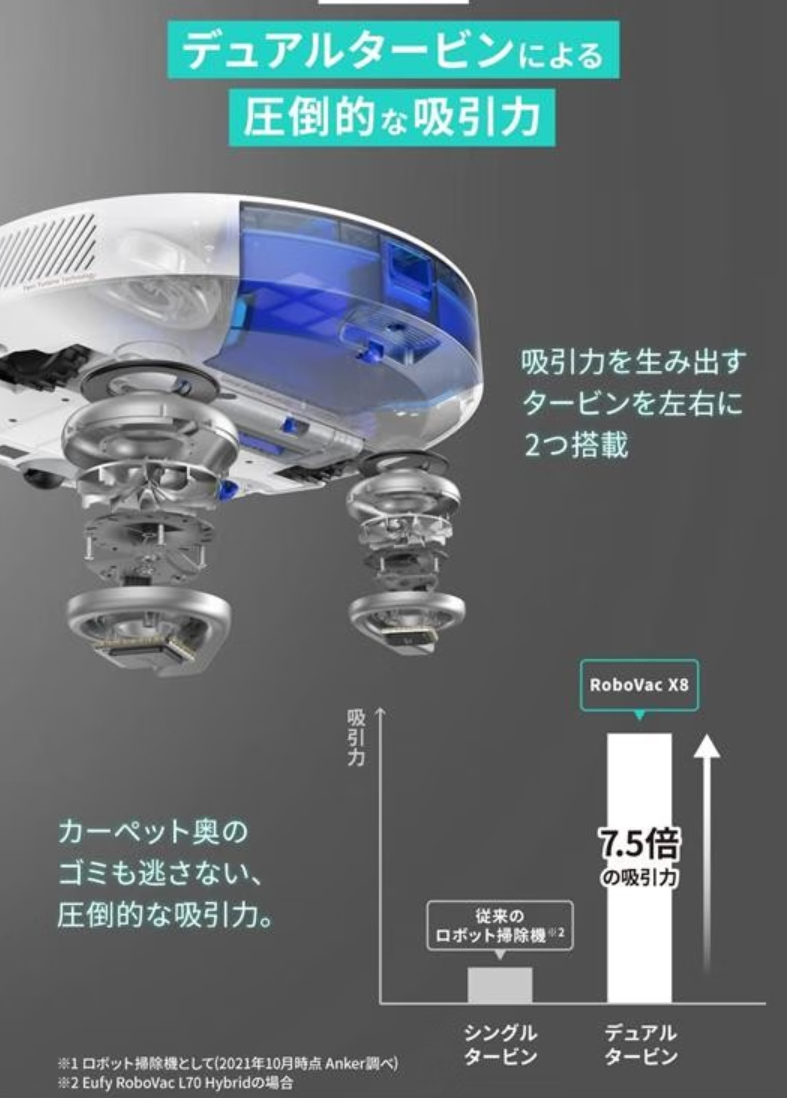 デュアルタービンによる
圧倒的な吸引力
Twin Turbine Technology
吸引力を生み出す
タービンを左右に
2つ搭載
カーペット奥の
ゴミも逃さない、
圧倒的な吸引力。
吸引力
RoboVac X8
7.5倍
の吸引力
従来の
ロボット掃除機※2
シングル
タービン
デュアル
タービン
※1 ロボット掃除機として(2021年10月時点 Anker調べ)
※2 Eufy RoboVac L70 Hybridの場合